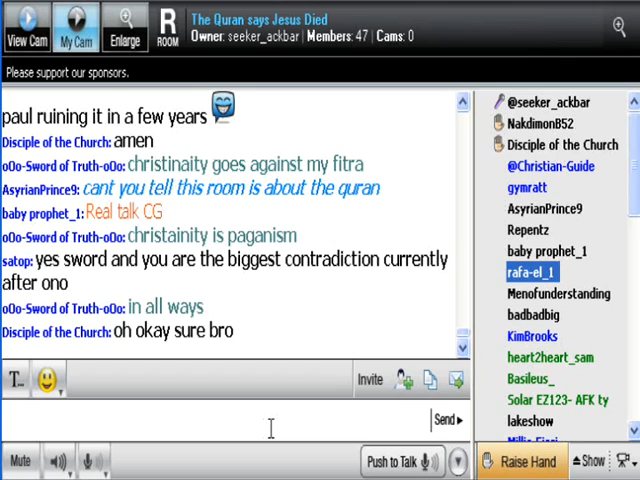 The Quran says Jesus Died
R
ROOM
Owner: seeker_ackbar | Members: 47 | Cams: 0
View Cam
My Cam
Enlarge
Please support our sponsors.
paul ruining it in a few years
Disciple of the Church: amen
oOo-Sword of Truth-oOo: christinaity goes against my fitra
AsyrianPrince9: cant you tell this room is about the quran
baby prophet_1: Real talk CG
oOo-Sword of Truth-oOo: christainity is paganism
satop: yes sword and you are the biggest contradiction currently
after ono
oOo-Sword of Truth-oOo: in all ways
Disciple of the Church: oh okay sure bro
T...
Invite
Send
Mute
Push to Talk
@seeker_ackbar
NakdimonB52
Disciple of the Church
@Christian-Guide
gymratt
AsyrianPrince9
Repentz
baby prophet_1
rafa-el_1
Menofunderstanding
badbadbig
KimBrooks
heart2heart_sam
Basileus_
Solar EZ123- AFK ty
lakeshow
Raise Hand
Show